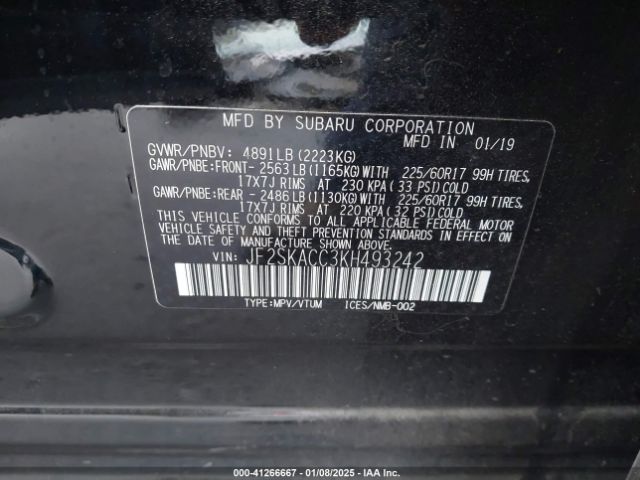 MFD BY SUBARU CORPORATION
MFD IN 01/19
GVWR/PNBV: 4891LB(2223KG)
GAWR/PNBE:FRONT-2563LB(1165KG)WITH 225/60R17 99H TIRES,
17X7J RIMS AT 230 KPA(33 PSI)COLD
GAWR/PNBE:REAR -2486LB(1130KG)WITH 225/60R17 99H TIRES,
17X7J RIMS AT 220 KPA(32 PSI)COLD
THIS VEHICLE CONFORMS TO ALL APPLICABLE FEDERAL MOTOR
VEHICLE SAFETY, BUMPER, AND THEFT PREVENTION STANDARDS
IN EFFECT ON THE DATE OF MANUFACTURE SHOWN ABOVE.
VIN: JF2SKACC3KH493242
TYPE:MPV/VTUM ICES/NMB-002
000-41266667 - 01/08/2025 - IAA Inc.